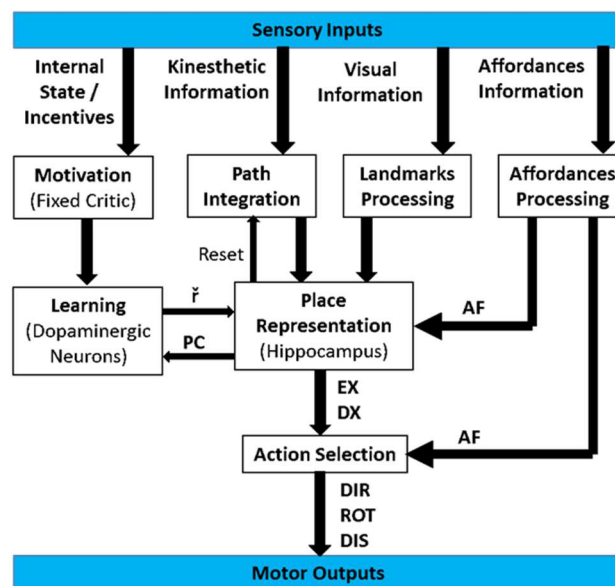 Sensory Inputs
Internal
State /
Incentives
Kinesthetic
Information
Visual
Information
Affordances
Information
Motivation
(Fixed Critic)
Path
Integration
Landmarks
Processing
Affordances
Processing
Reset
Learning
(Dopaminergic
Neurons)
ř
PC
Place
Representation
(Hippocampus)
AF
EX
DX
Action Selection
AF
DIR
ROT
DIS
Motor Outputs